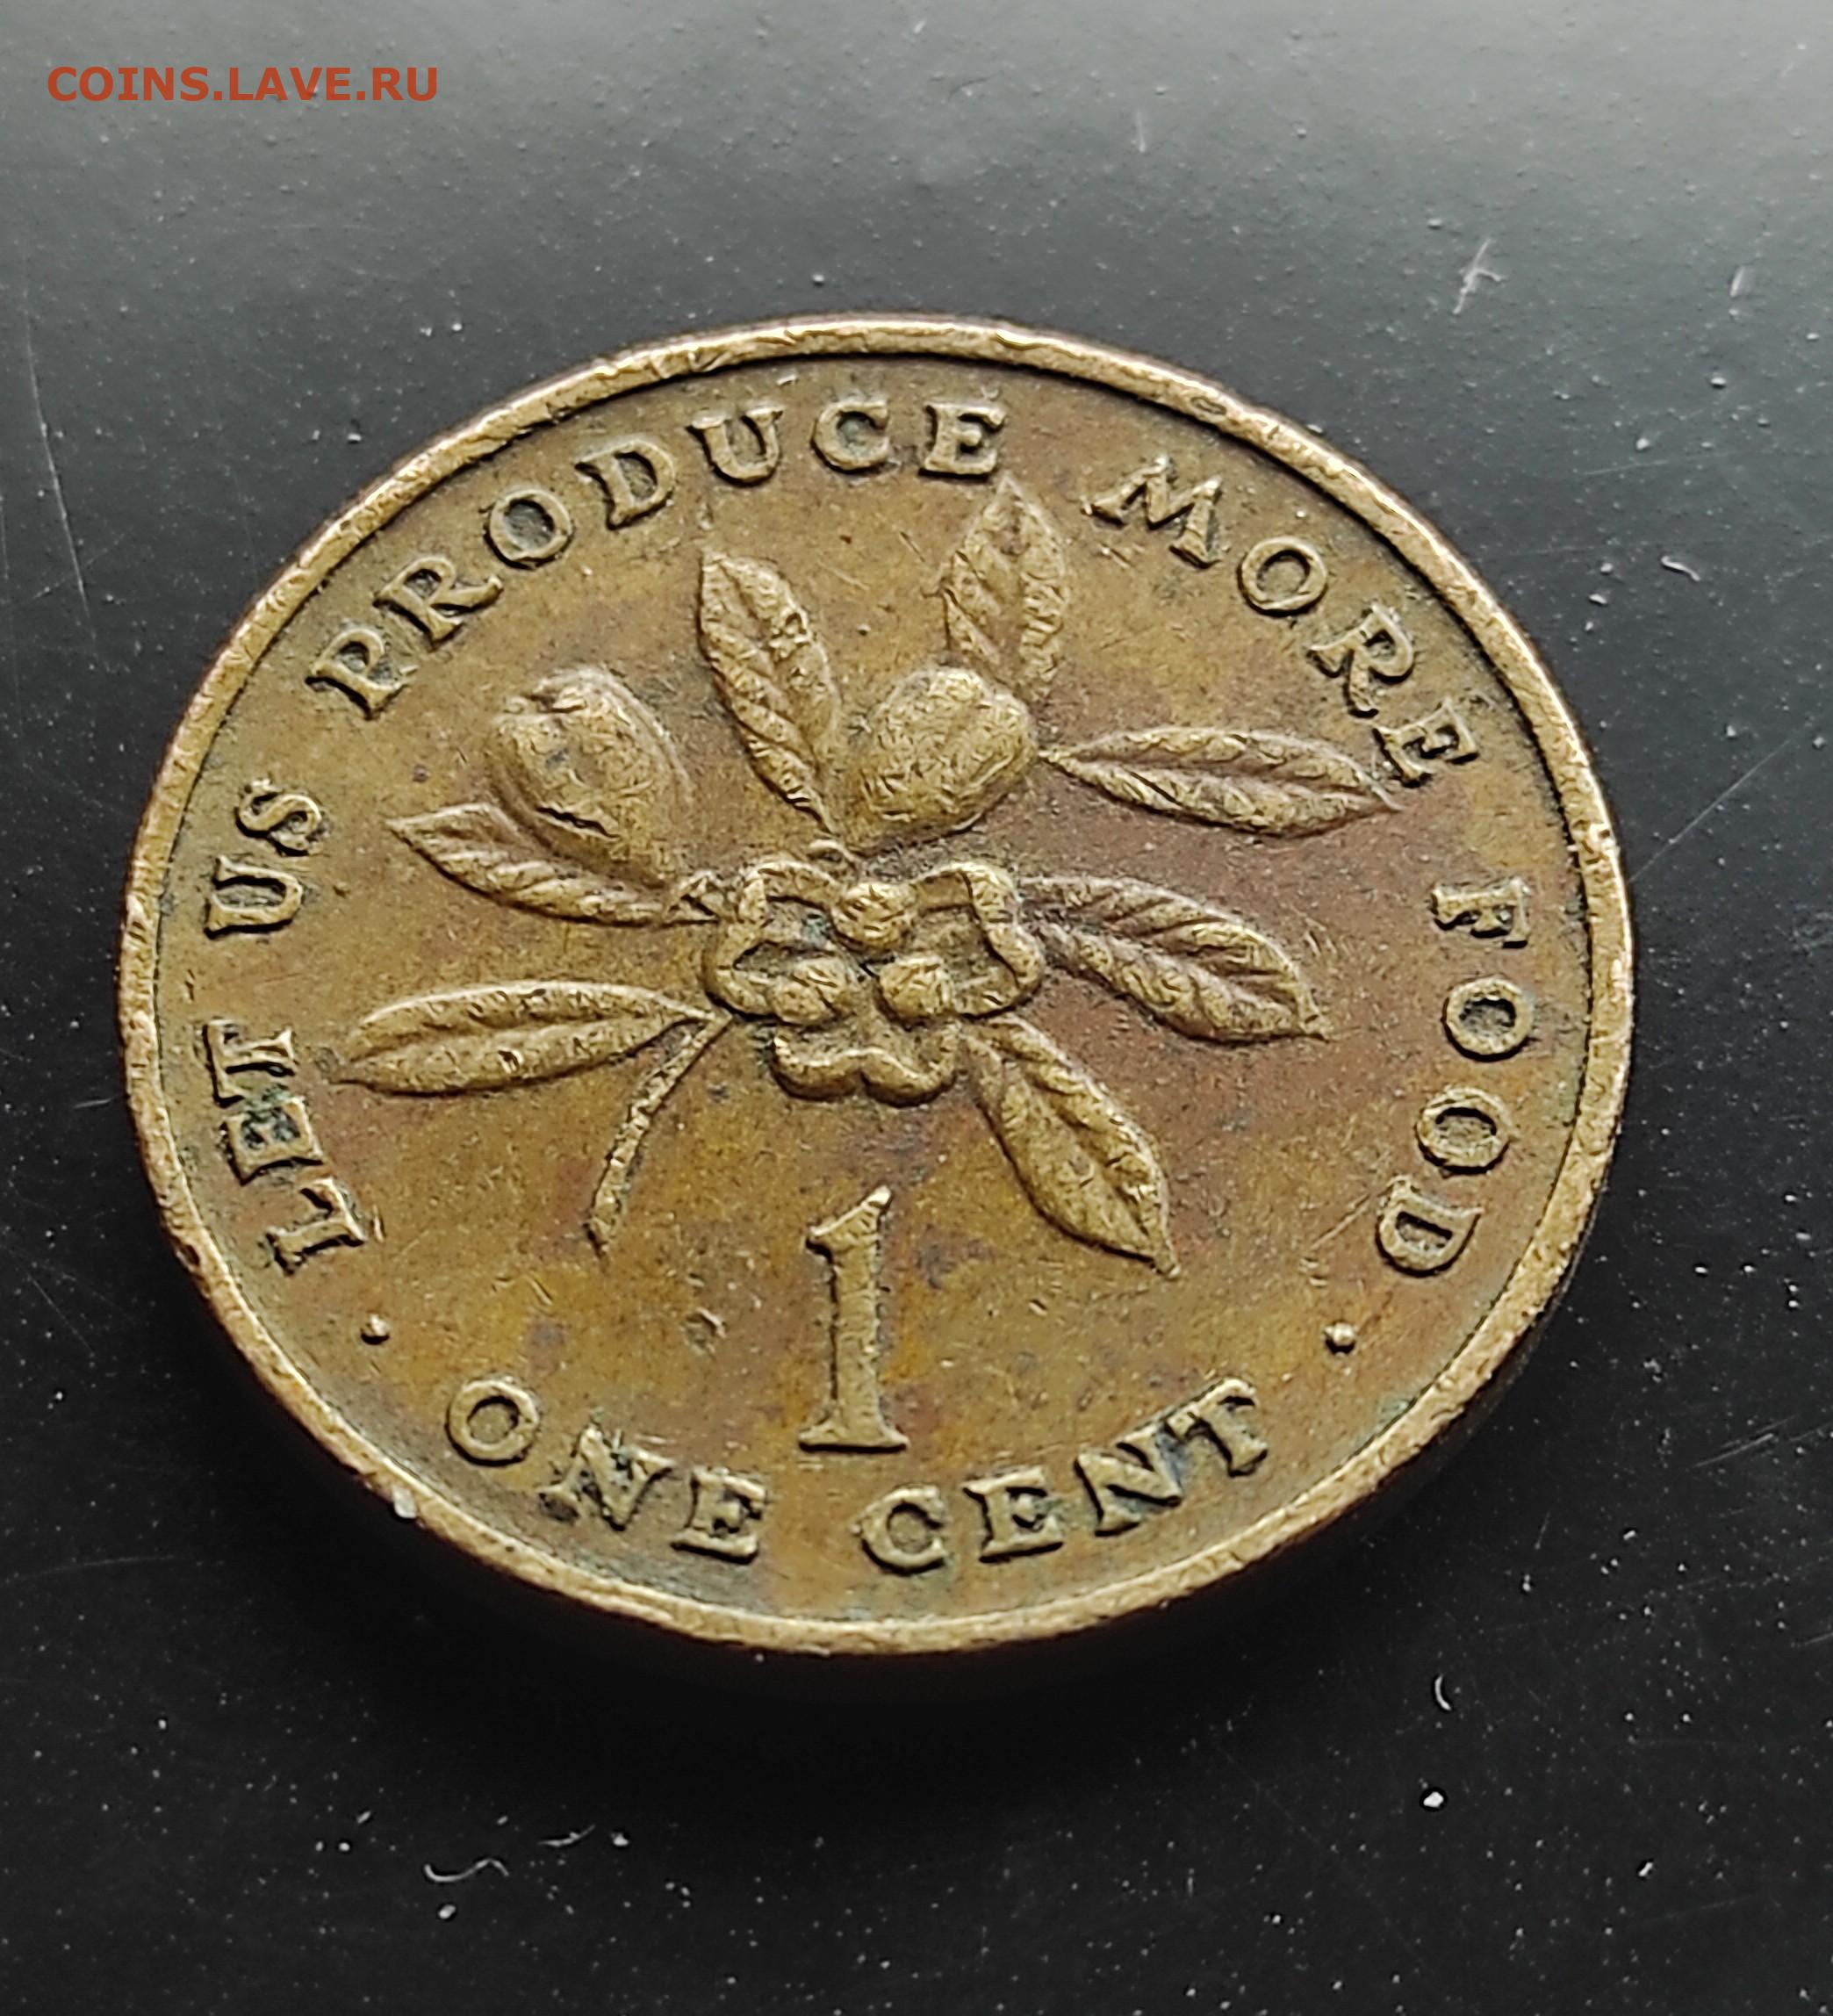 COINS.LAVE.RU
LET US PRODUCE MORE FOOD
1
· ONE CENT ·